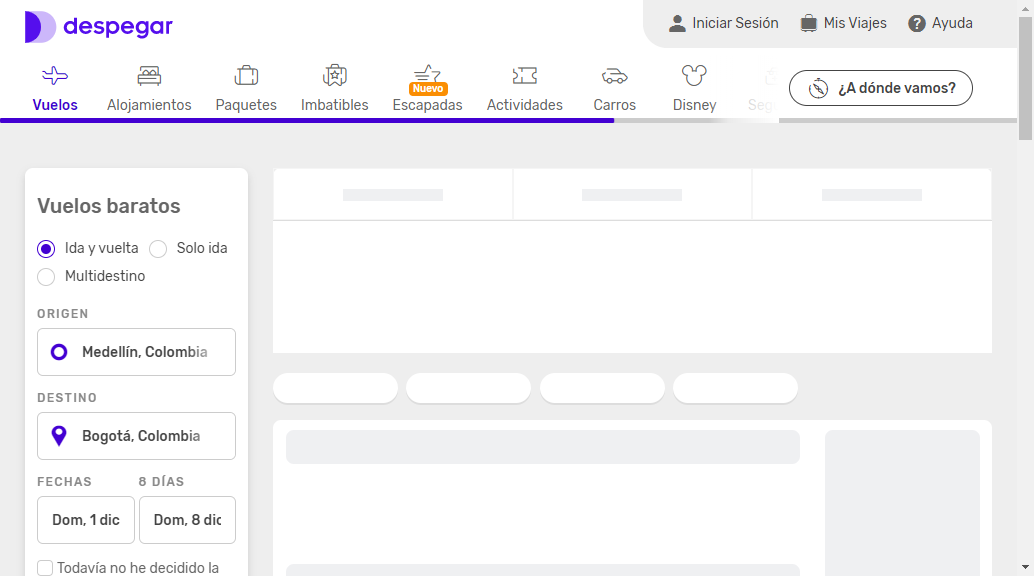 despegar
Iniciar Sesión
Mis Viajes
Ayuda
Vuelos
Alojamientos
Paquetes
Imbatibles
Nuevo
Escapadas
Actividades
Carros
Disney
¿A dónde vamos?
Vuelos baratos
Ida y vuelta
Solo ida
Multidestino
ORIGEN
Medellín, Colombia
DESTINO
Bogotá, Colombia
FECHAS
8 DÍAS
Dom, 1 dic
Dom, 8 dic
Todavía no he decidido la